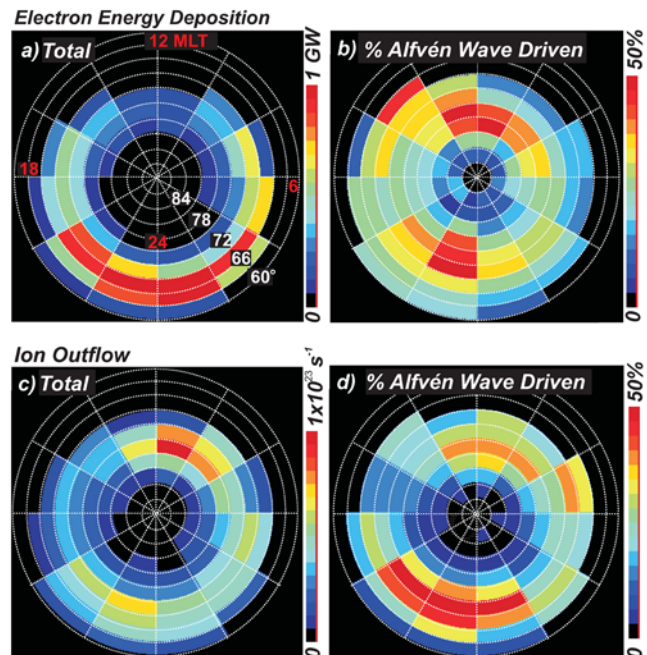 Electron Energy Deposition
a) Total
12 MLT
1 GW
0
18
6
24
84
78
72
66
60°
b) % Alfvén Wave Driven
50%
0
Ion Outflow
c) Total
1x10²³ s⁻¹
0
d) % Alfvén Wave Driven
50%
0